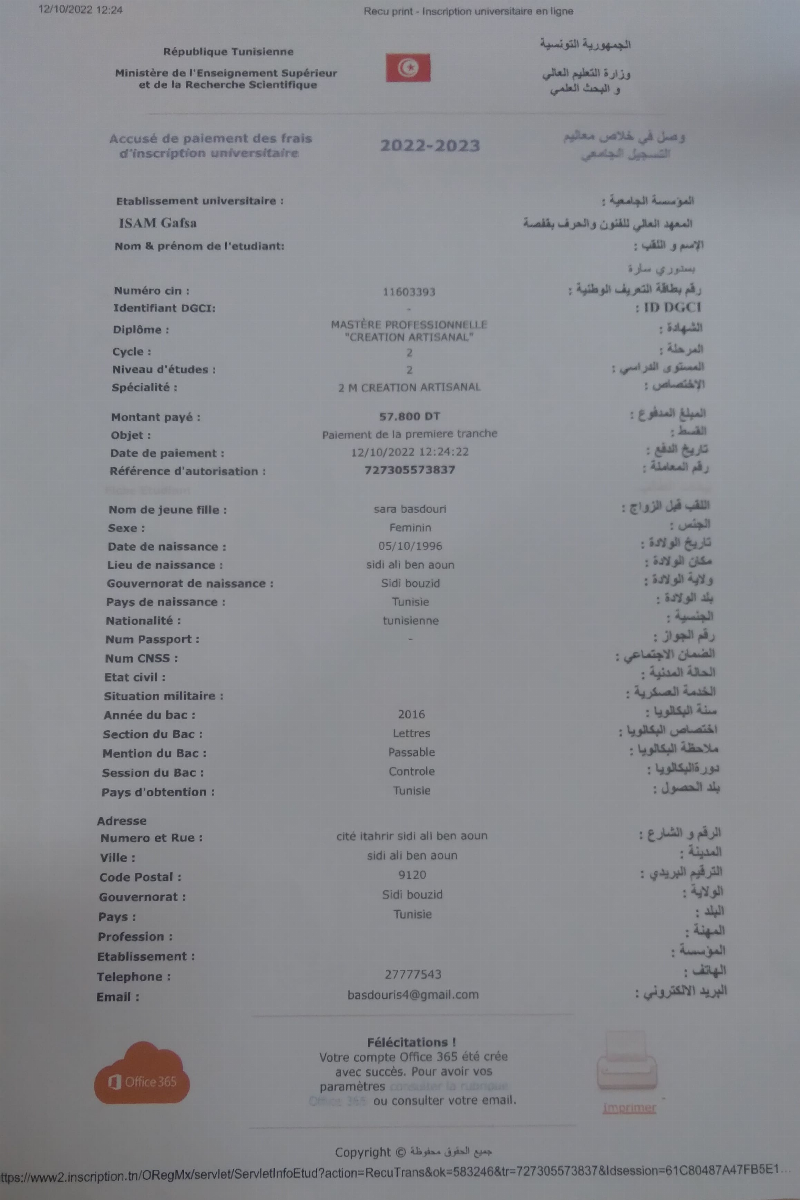 12/10/2022 12:24 Recu print - Inscription universitaire en ligne
République Tunisienne الجمهورية التونسية
Ministère de l'Enseignement Supérieur وزارة التعليم العالي
et de la Recherche Scientifique و البحث العلمي
Accusé de paiement des frais 2022-2023 وصل في خلاص معاليم
d'inscription universitaire التسجيل الجامعي
Etablissement universitaire : المؤسسة الجامعية :
ISAM Gafsa المعهد العالي للفنون والحرف بقفصة
Nom & prénom de l'etudiant: الإسم و اللقب :
بسدوري سارة
Numéro cin : 11603393 رقم بطاقة التعريف الوطنية :
Identifiant DGCI: - ID DGCI :
Diplôme : MASTÈRE PROFESSIONNELLE الشهادة :
"CREATION ARTISANAL"
Cycle : 2 المرحلة :
Niveau d'études : 2 المستوى الدراسي :
Spécialité : 2 M CREATION ARTISANAL الإختصاص :
Montant payé : 57.800 DT المبلغ المدفوع :
Objet : Paiement de la premiere tranche القسط :
Date de paiement : 12/10/2022 12:24:22 تاريخ الدفع :
Référence d'autorisation : 727305573837 رقم المعاملة :
Nom de jeune fille : sara basdouri اللقب قبل الزواج :
Sexe : Feminin الجنس :
Date de naissance : 05/10/1996 تاريخ الولادة :
Lieu de naissance : sidi ali ben aoun مكان الولادة :
Gouvernorat de naissance : Sidi bouzid ولاية الولادة :
Pays de naissance : Tunisie بلد الولادة :
Nationalité : tunisienne الجنسية :
Num Passport : - رقم الجواز :
Num CNSS : الضمان الاجتماعي :
Etat civil : الحالة المدنية :
Situation militaire : الخدمة العسكرية :
Année du bac : 2016 سنة البكالويا :
Section du Bac : Lettres اختصاص البكالويا :
Mention du Bac : Passable ملاحظة البكالويا :
Session du Bac : Controle دورةالبكالويا :
Pays d'obtention : Tunisie بلد الحصول :
Adresse
Numero et Rue : cité itahrir sidi ali ben aoun الرقم و الشارع :
Ville : sidi ali ben aoun المدينة :
Code Postal : 9120 الترقيم البريدي :
Gouvernorat : Sidi bouzid الولاية :
Pays : Tunisie البلد :
Profession : المهنة :
Etablissement : المؤسسة :
Telephone : 27777543 الهاتف :
Email : basdouris4@gmail.com البريد الالكتروني :
Félécitations !
Votre compte Office 365 été crée
avec succès. Pour avoir vos
paramètres consulter la rubrique
Office 365 ou consulter votre email.
Office 365
Imprimer
Copyright © جميع الحقوق محفوظة
ttps://www2.inscription.tn/ORegMx/servlet/ServletInfoEtud?action=RecuTrans&ok=583246&tr=727305573837&Idsession=61C80487A47FB5E1...